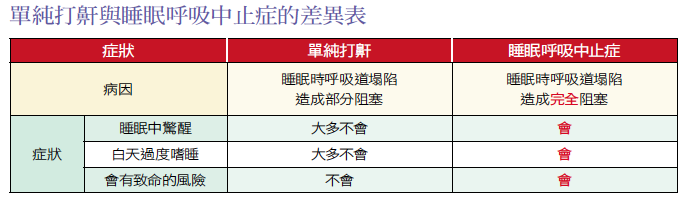 單純打鼾與睡眠呼吸中止症的差異表
症狀 單純打鼾 睡眠呼吸中止症
病因 睡眠時呼吸道塌陷 睡眠時呼吸道塌陷
造成部分阻塞 造成完全阻塞
症狀
睡眠中驚醒 大多不會 會
白天過度嗜睡 大多不會 會
會有致命的風險 不會 會